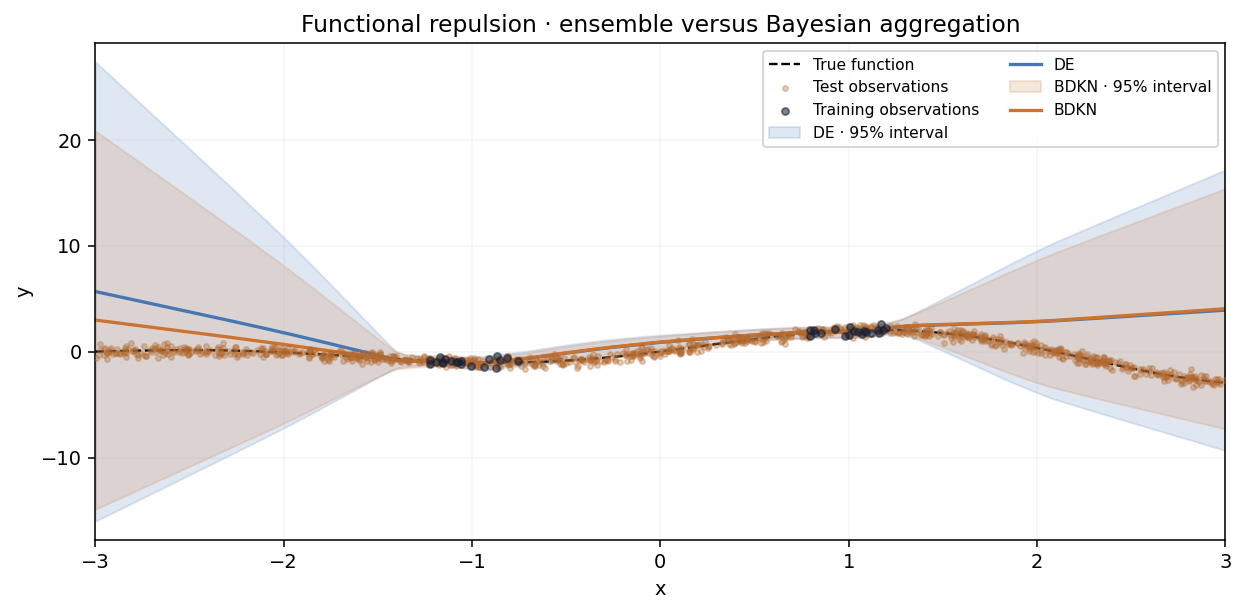 Functional repulsion · ensemble versus Bayesian aggregation
True function
Test observations
Training observations
DE · 95% interval
DE
BDKN · 95% interval
BDKN
y
20
10
0
−10
−3
−2
−1
0
1
2
3
x